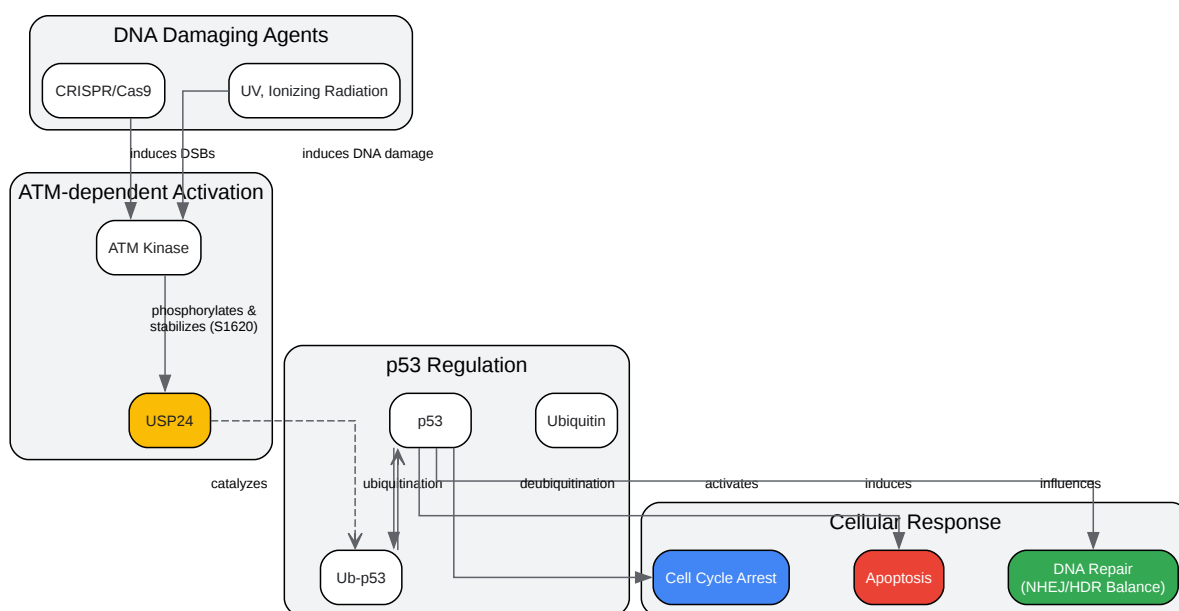 DNA Damaging Agents
CRISPR/Cas9
UV, Ionizing Radiation
induces DSBs
induces DNA damage
ATM-dependent Activation
ATM Kinase
phosphorylates &
stabilizes (S1620)
p53 Regulation
USP24
p53
Ubiquitin
catalyzes
ubiquitination
deubiquitination
activates
induces
influences
Cellular Response
Ub-p53
Cell Cycle Arrest
Apoptosis
DNA Repair
(NHEJ/HDR Balance)